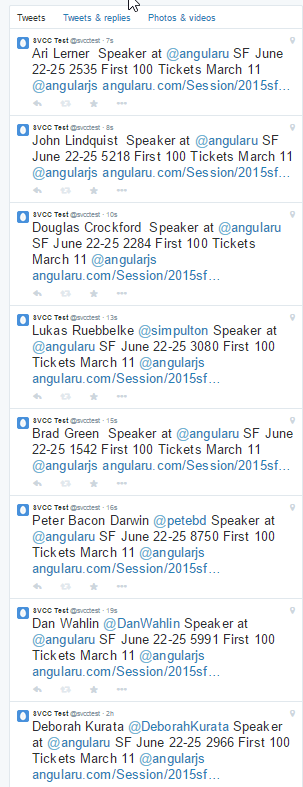 Tweets Tweets & replies Photos & videos
SVCC Test @svcctest · 7s
Ari Lerner Speaker at @angularu SF June
22-25 2535 First 100 Tickets March 11
@angularjs angularu.com/Session/2015sf…
SVCC Test @svcctest · 8s
John Lindquist Speaker at @angularu SF
June 22-25 5218 First 100 Tickets March 11
@angularjs angularu.com/Session/2015sf…
SVCC Test @svcctest · 10s
Douglas Crockford Speaker at @angularu
SF June 22-25 2284 First 100 Tickets
March 11 @angularjs
angularu.com/Session/2015sf…
SVCC Test @svcctest · 13s
Lukas Ruebbelke @simpulton Speaker at
@angularu SF June 22-25 3080 First 100
Tickets March 11 @angularjs
angularu.com/Session/2015sf…
SVCC Test @svcctest · 15s
Brad Green Speaker at @angularu SF June
22-25 1542 First 100 Tickets March 11
@angularjs angularu.com/Session/2015sf…
SVCC Test @svcctest · 16s
Peter Bacon Darwin @petebd Speaker at
@angularu SF June 22-25 8750 First 100
Tickets March 11 @angularjs
angularu.com/Session/2015sf…
SVCC Test @svcctest · 19s
Dan Wahlin @DanWahlin Speaker at
@angularu SF June 22-25 5991 First 100
Tickets March 11 @angularjs
angularu.com/Session/2015sf…
SVCC Test @svcctest · 2h
Deborah Kurata @DeborahKurata Speaker
at @angularu SF June 22-25 2966 First 100
Tickets March 11 @angularjs
angularu.com/Session/2015sf…